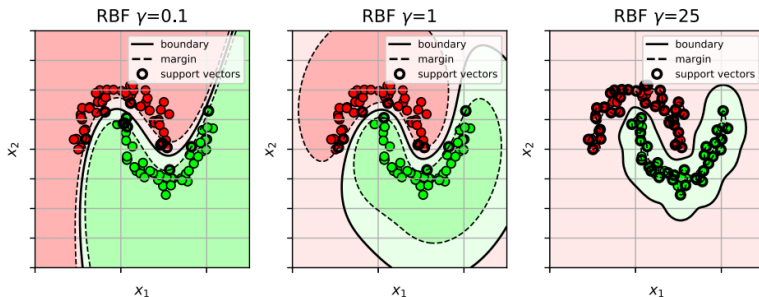 RBF γ=0.1
boundary
margin
support vectors
x₂
x₁
RBF γ=1
boundary
margin
support vectors
x₂
x₁
RBF γ=25
boundary
margin
support vectors
x₂
x₁